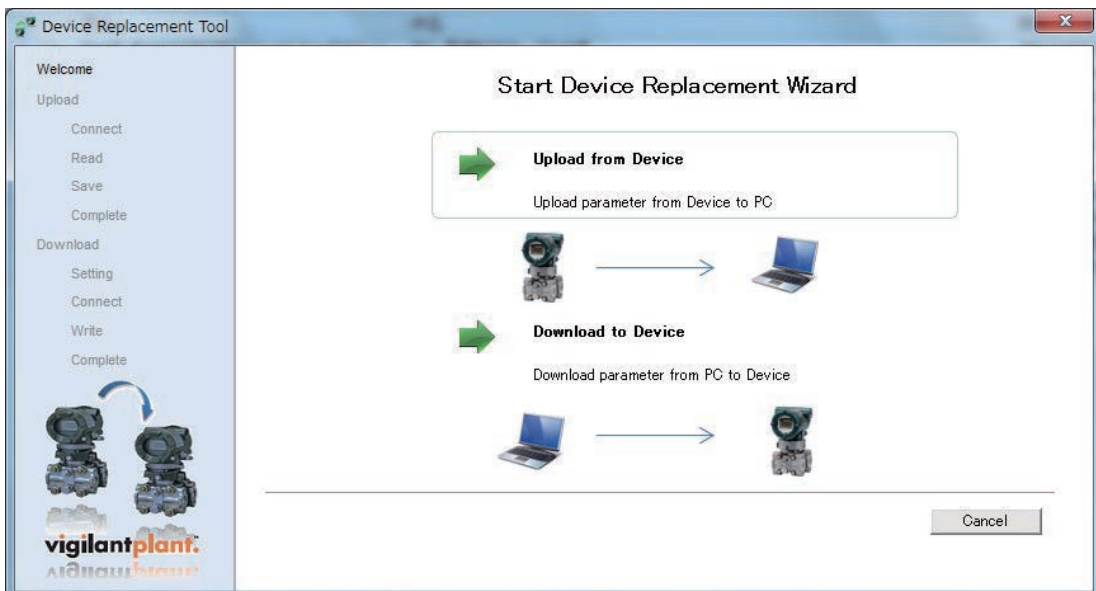 Device Replacement Tool
Welcome
Upload
Connect
Read
Save
Complete
Download
Setting
Connect
Write
Complete
vigilantplant.
Start Device Replacement Wizard
Upload from Device
Upload parameter from Device to PC
Download to Device
Download parameter from PC to Device
Cancel